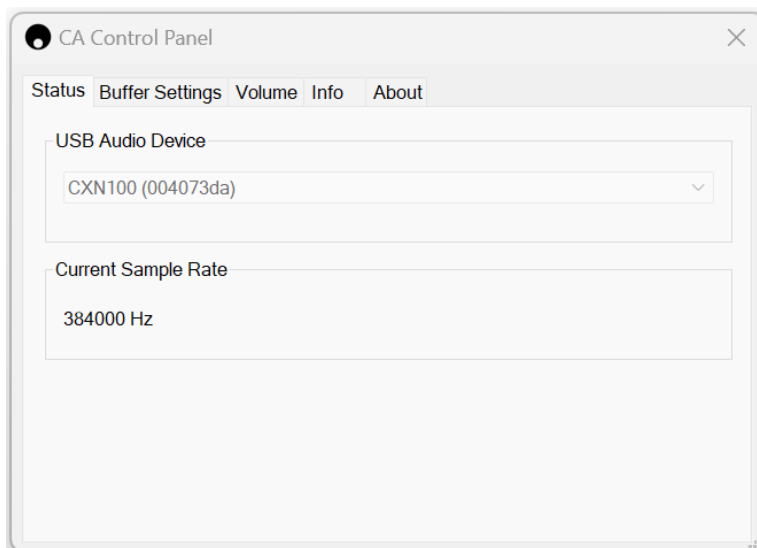 CA Control Panel
Status Buffer Settings Volume Info About
USB Audio Device
CXN100 (004073da)
Current Sample Rate
384000 Hz